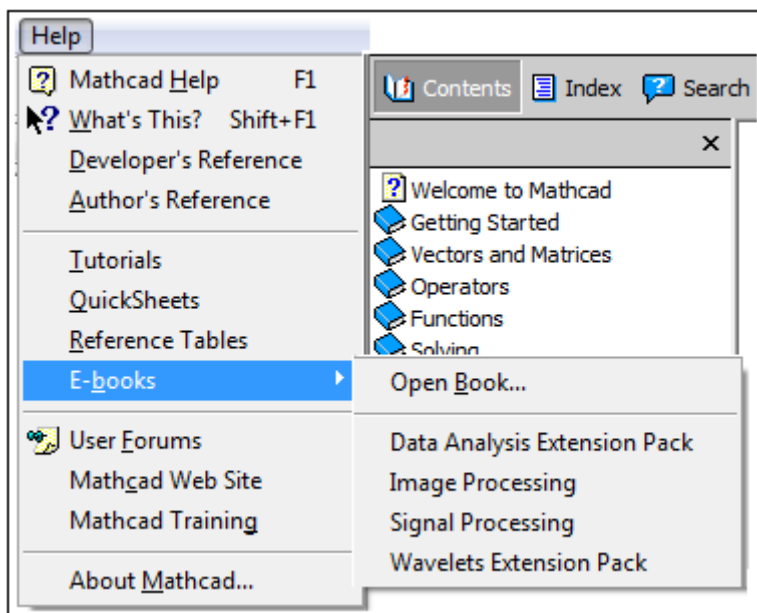 Help
Mathcad Help F1
What's This? Shift+F1
Developer's Reference
Author's Reference
Tutorials
QuickSheets
Reference Tables
E-books
User Forums
Mathcad Web Site
Mathcad Training
About Mathcad...
Contents Index Search
Welcome to Mathcad
Getting Started
Vectors and Matrices
Operators
Functions
Solving
Open Book...
Data Analysis Extension Pack
Image Processing
Signal Processing
Wavelets Extension Pack